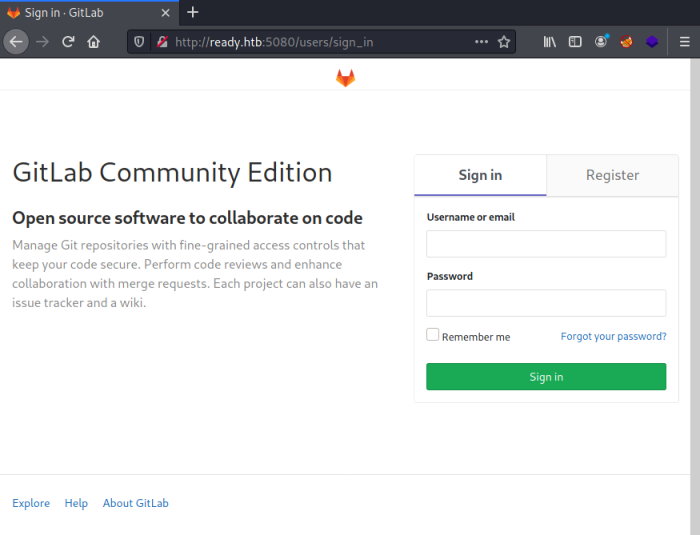 Sign in · GitLab
http://ready.htb:5080/users/sign_in
GitLab Community Edition
Open source software to collaborate on code
Manage Git repositories with fine-grained access controls that
keep your code secure. Perform code reviews and enhance
collaboration with merge requests. Each project can also have an
issue tracker and a wiki.
Sign in Register
Username or email
Password
Remember me Forgot your password?
Sign in
Explore Help About GitLab